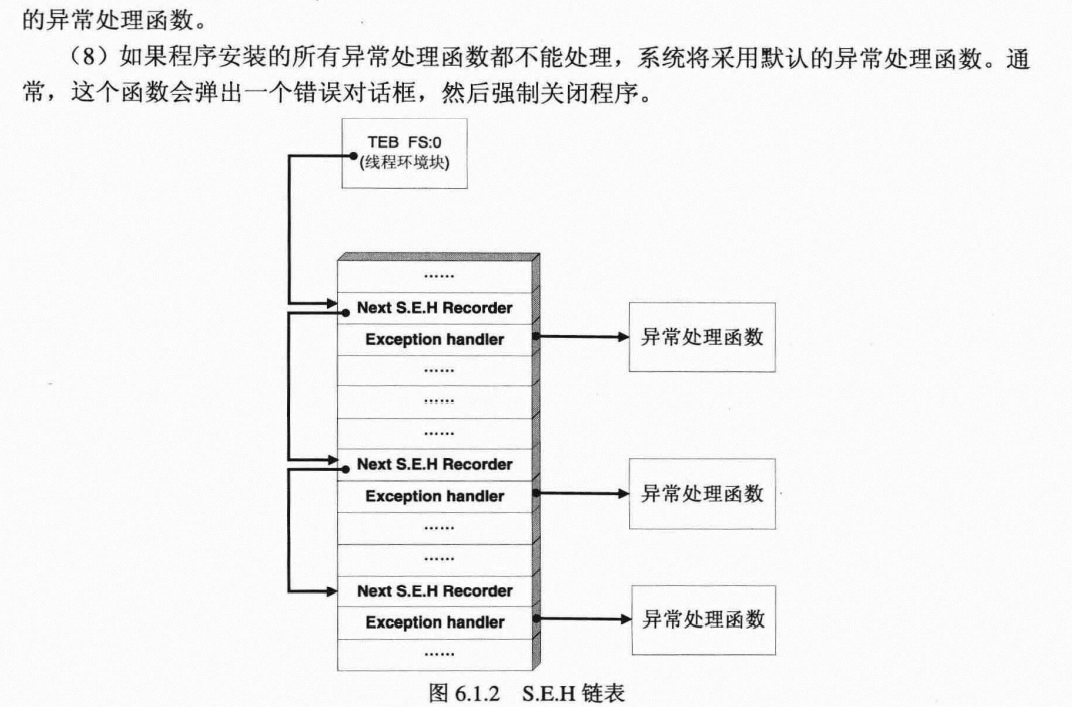 的异常处理函数。
（8）如果程序安装的所有异常处理函数都不能处理，系统将采用默认的异常处理函数。通
常，这个函数会弹出一个错误对话框，然后强制关闭程序。
TEB FS:0
(线程环境块)
......
Next S.E.H Recorder
Exception handler
异常处理函数
......
......
......
Next S.E.H Recorder
Exception handler
异常处理函数
......
......
Next S.E.H Recorder
Exception handler
异常处理函数
......
图 6.1.2 S.E.H 链表